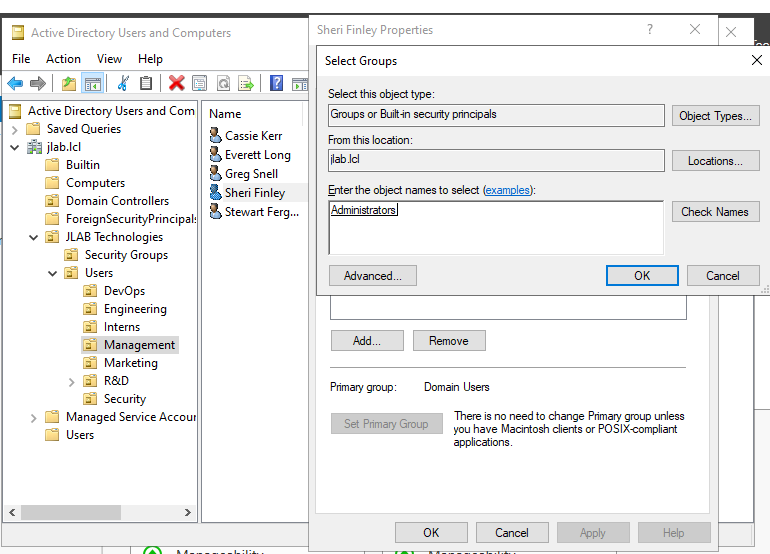 Active Directory Users and Computers
File Action View Help
Active Directory Users and Com
Saved Queries
jlab.lcl
Builtin
Computers
Domain Controllers
ForeignSecurityPrincipals
JLAB Technologies
Security Groups
Users
DevOps
Engineering
Interns
Management
Marketing
R&D
Security
Managed Service Accour
Users
Name
Cassie Kerr
Everett Long
Greg Snell
Sheri Finley
Stewart Ferg...
Sheri Finley Properties
Select Groups
Select this object type:
Groups or Built-in security principals
Object Types...
From this location:
jlab.lcl
Locations...
Enter the object names to select (examples):
Administrators
Check Names
Advanced...
OK
Cancel
Add...
Remove
Primary group: Domain Users
Set Primary Group
There is no need to change Primary group unless
you have Macintosh clients or POSIX-compliant
applications.
OK
Cancel
Apply
Help
Manageability
Manageability